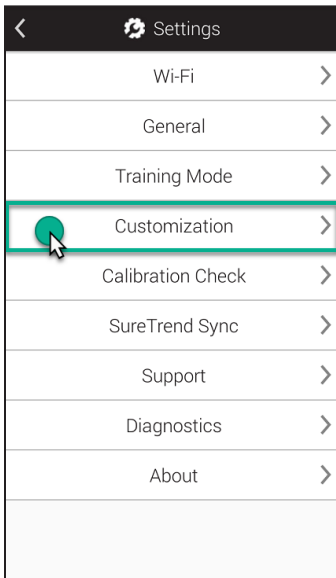 Settings
Wi-Fi
General
Training Mode
Customization
Calibration Check
SureTrend Sync
Support
Diagnostics
About